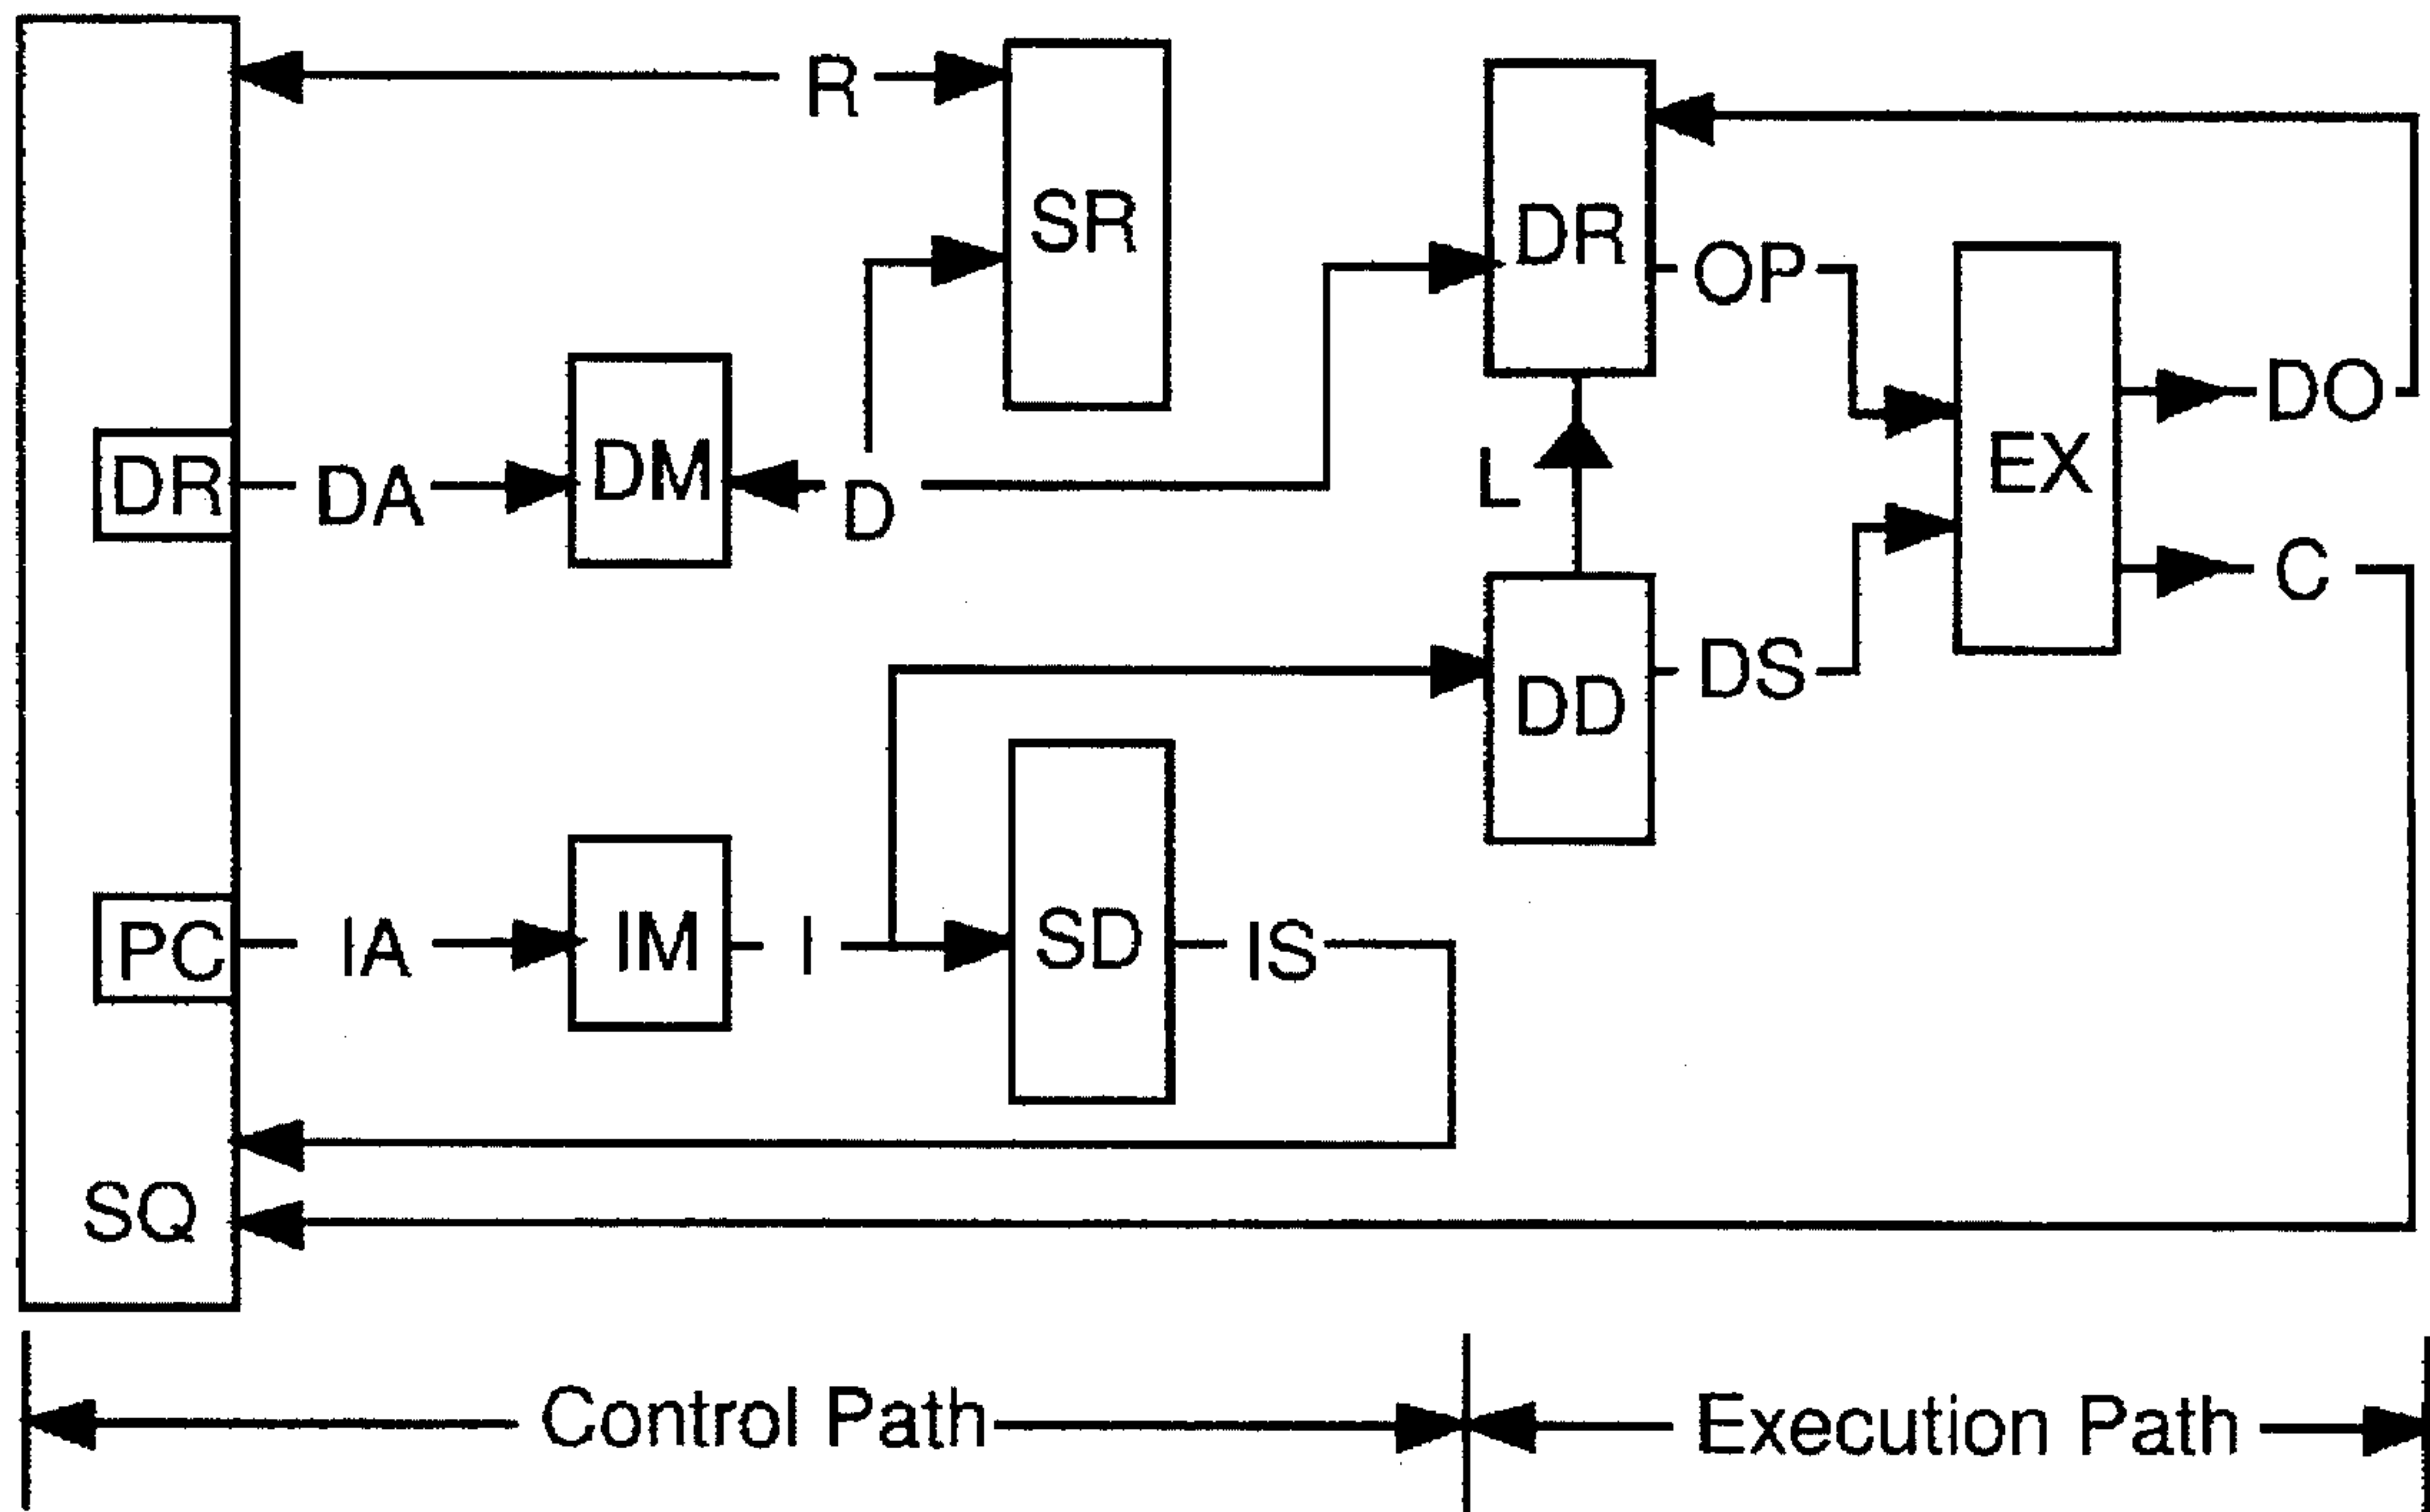 R
SR
DR
OP
DO
DR
DA
DM
D
L
EX
C
DD
DS
PC
IA
IM
I
SD
IS
SQ
Control Path
Execution Path